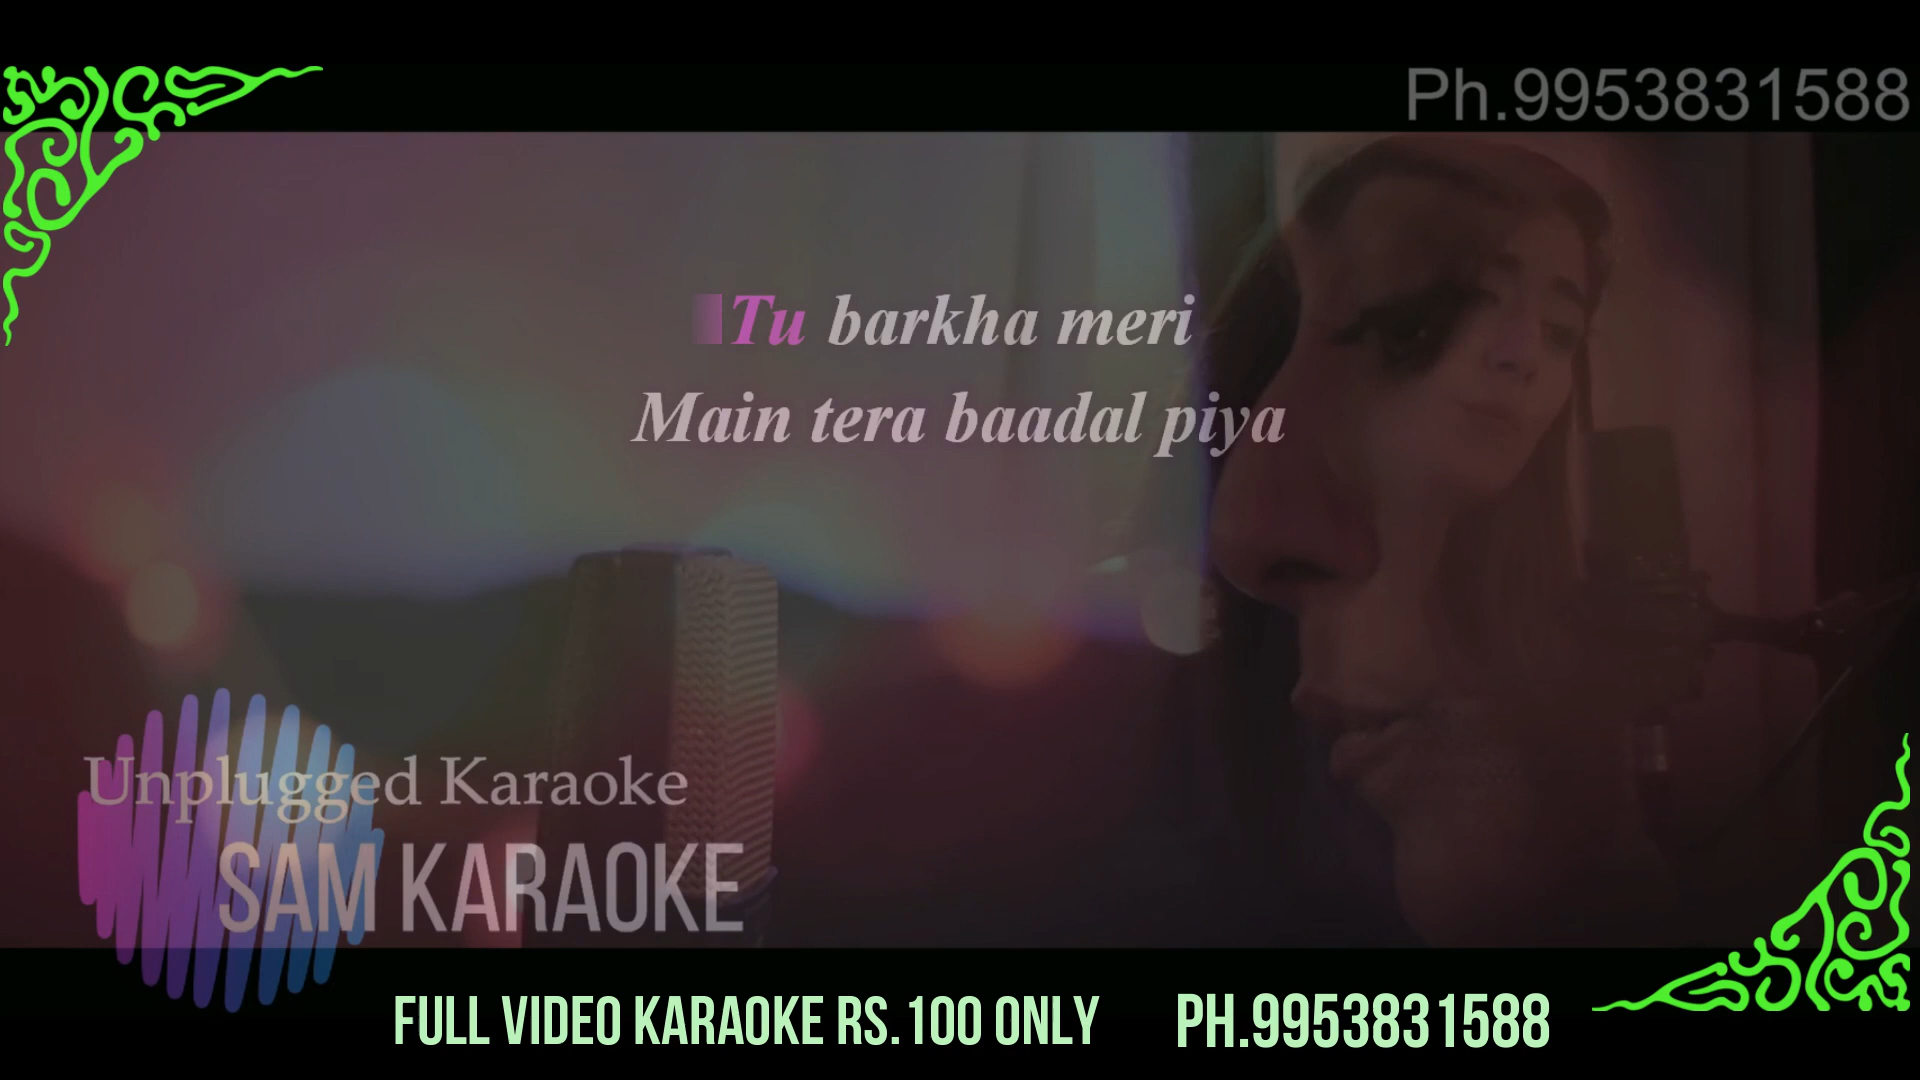 Ph.9953831588
Tu barkha meri
Main tera baadal piya
Unplugged Karaoke
SAM KARAOKE
FULL VIDEO KARAOKE RS.100 ONLY PH.9953831588